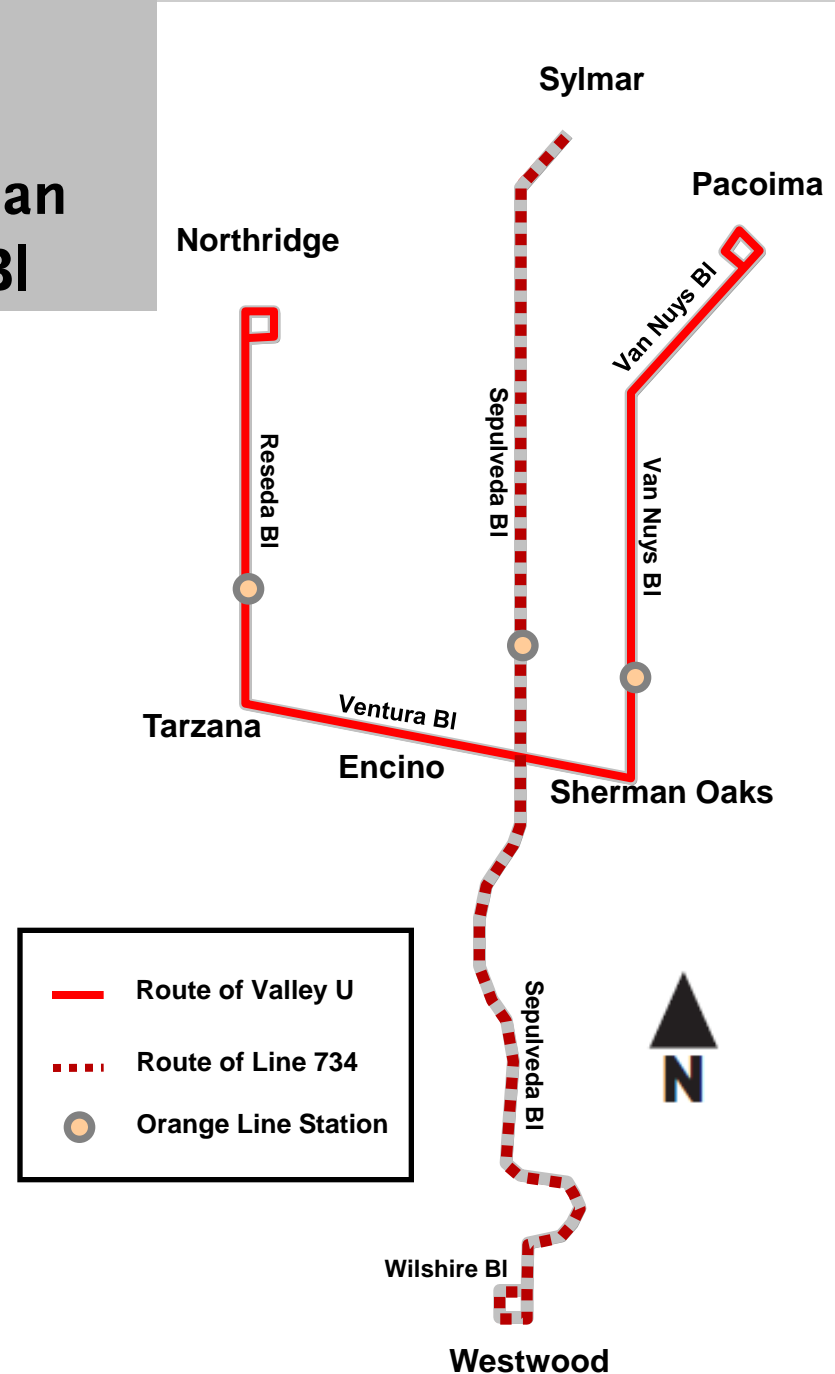 an
Bl
Sylmar
Pacoima
Northridge
Van Nuys Bl
Sepulveda Bl
Reseda Bl
Van Nuys Bl
Ventura Bl
Tarzana
Encino
Sherman Oaks
Route of Valley U
Route of Line 734
Orange Line Station
Sepulveda Bl
N
Wilshire Bl
Westwood